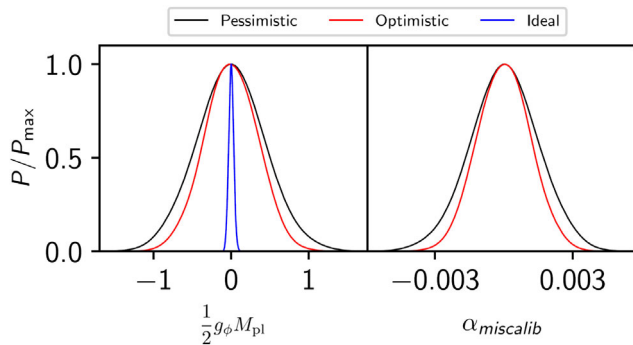 Pessimistic Optimistic Ideal
P/P_max
1.0
0.5
0.0
−1 0 1 −0.003 0.003
½ g_ϕ M_pl α_miscalib